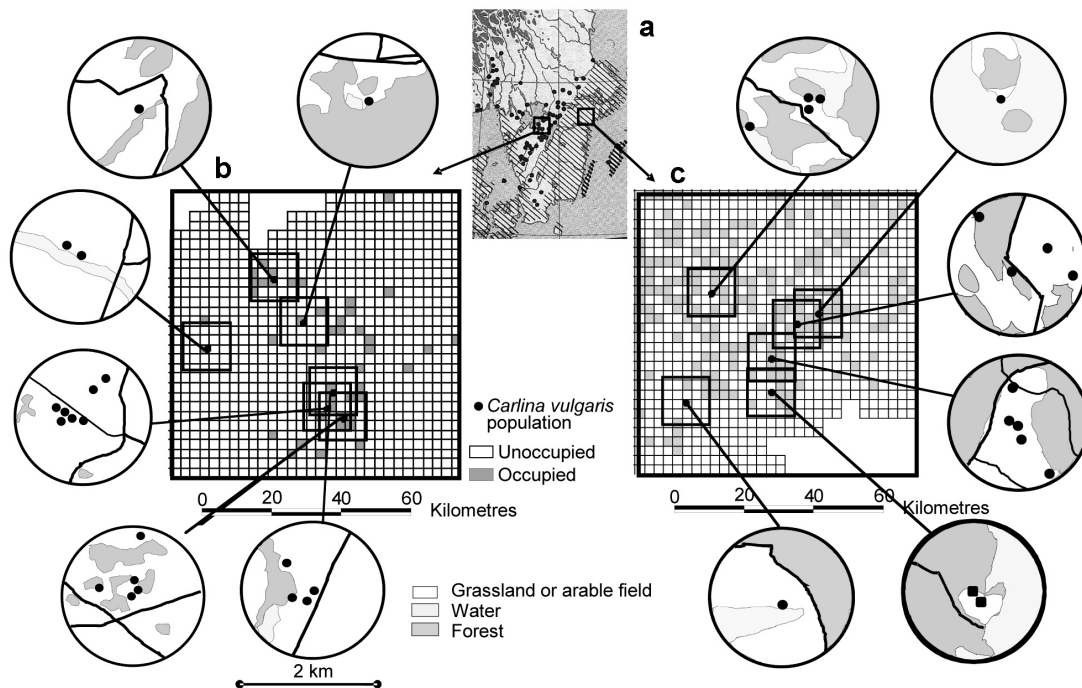 a
b
c
Carlina vulgaris
population
Unoccupied
Occupied
0 20 40 60
Kilometres
0 20 40 60
Kilometres
Grassland or arable field
Water
Forest
2 km